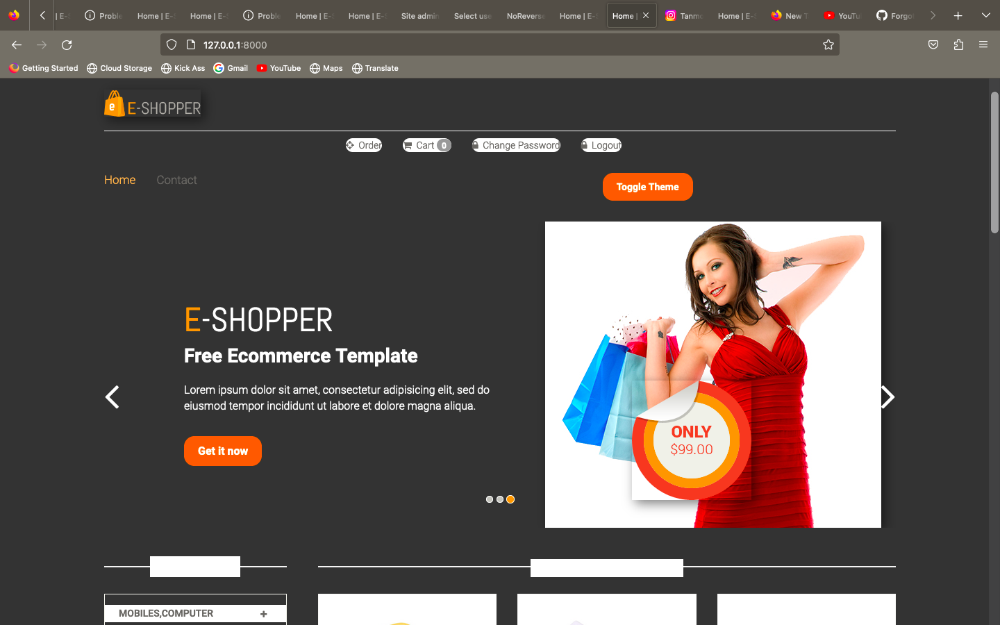 | E-S
Proble
Home | E-S
Home | E-S
Proble
Home | E-S
Home | E-S
Site admin
Select use
NoReverse
Home | E-S
Home |
Tanmo
Home | E-S
New T
YouTu
Forgot
127.0.0.1:8000
Getting Started
Cloud Storage
Kick Ass
Gmail
YouTube
Maps
Translate
e E-SHOPPER
Order
Cart 0
Change Password
Logout
Home
Contact
Toggle Theme
E-SHOPPER
Free Ecommerce Template
Lorem ipsum dolor sit amet, consectetur adipisicing elit, sed do
eiusmod tempor incididunt ut labore et dolore magna aliqua.
Get it now
ONLY
$99.00
MOBILES,COMPUTER +